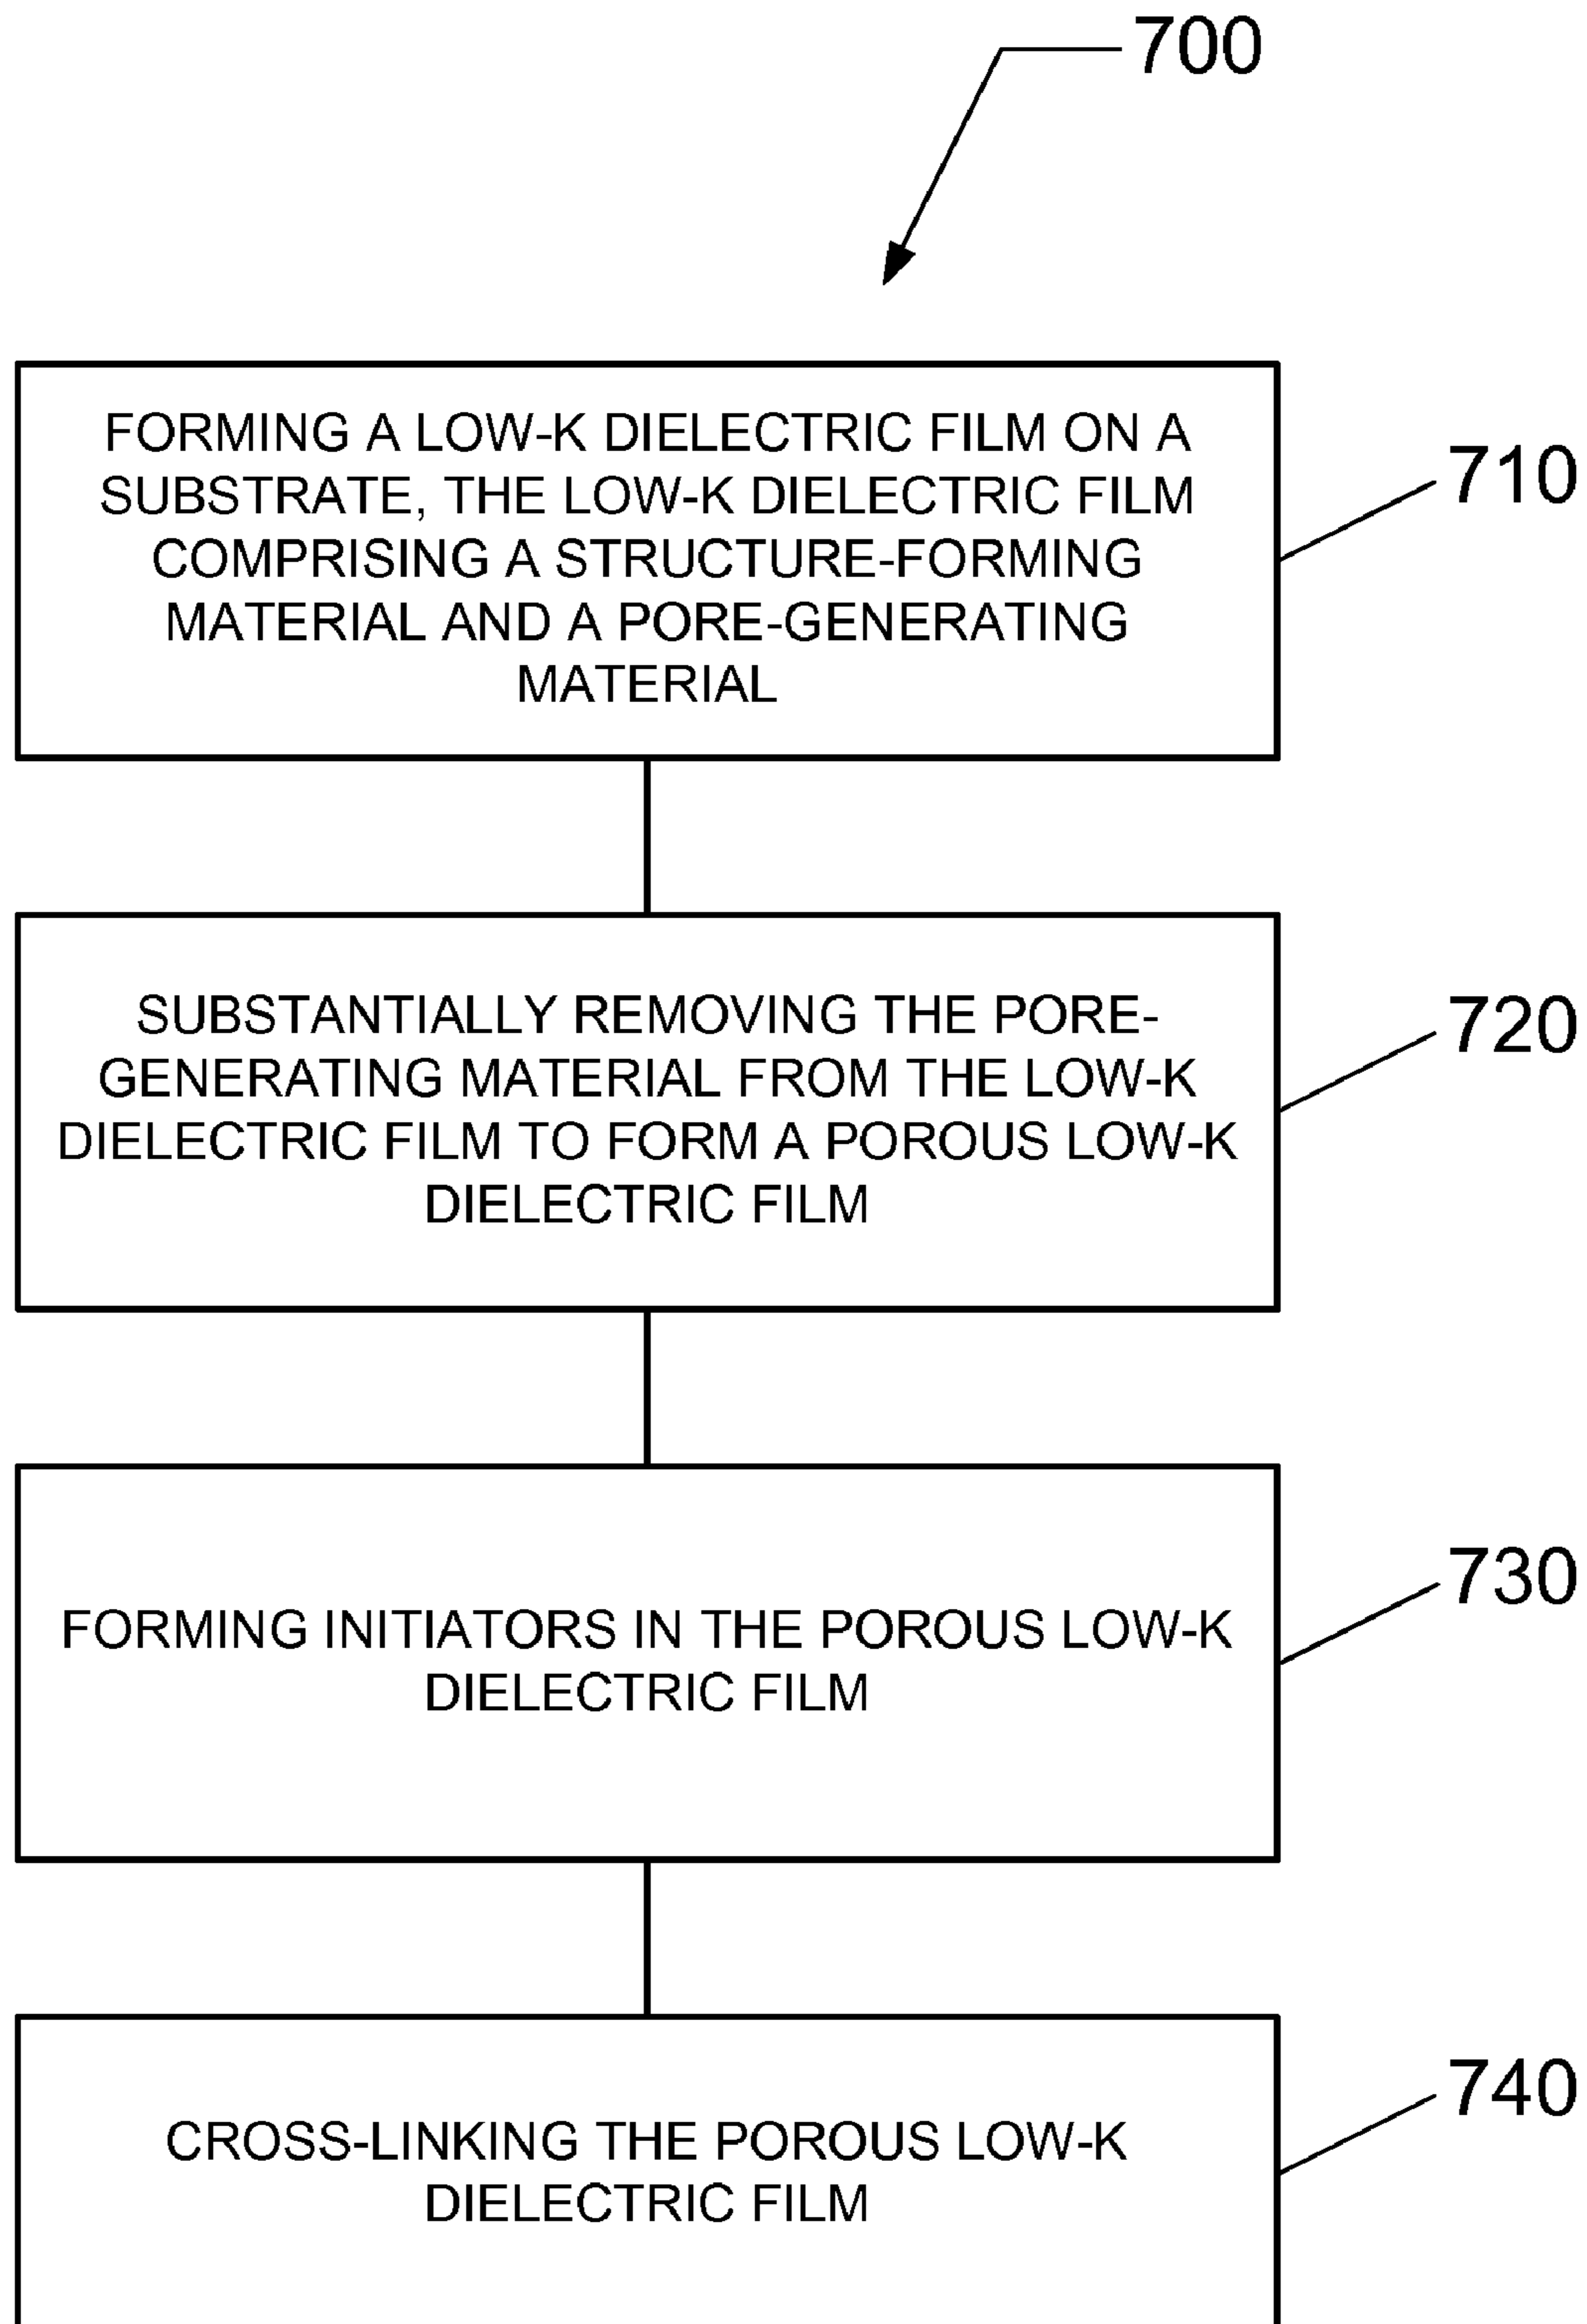 700
FORMING A LOW-K DIELECTRIC FILM ON A
SUBSTRATE, THE LOW-K DIELECTRIC FILM
COMPRISING A STRUCTURE-FORMING
MATERIAL AND A PORE-GENERATING
MATERIAL
710
SUBSTANTIALLY REMOVING THE PORE-
GENERATING MATERIAL FROM THE LOW-K
DIELECTRIC FILM TO FORM A POROUS LOW-K
DIELECTRIC FILM
720
FORMING INITIATORS IN THE POROUS LOW-K
DIELECTRIC FILM
730
CROSS-LINKING THE POROUS LOW-K
DIELECTRIC FILM
740